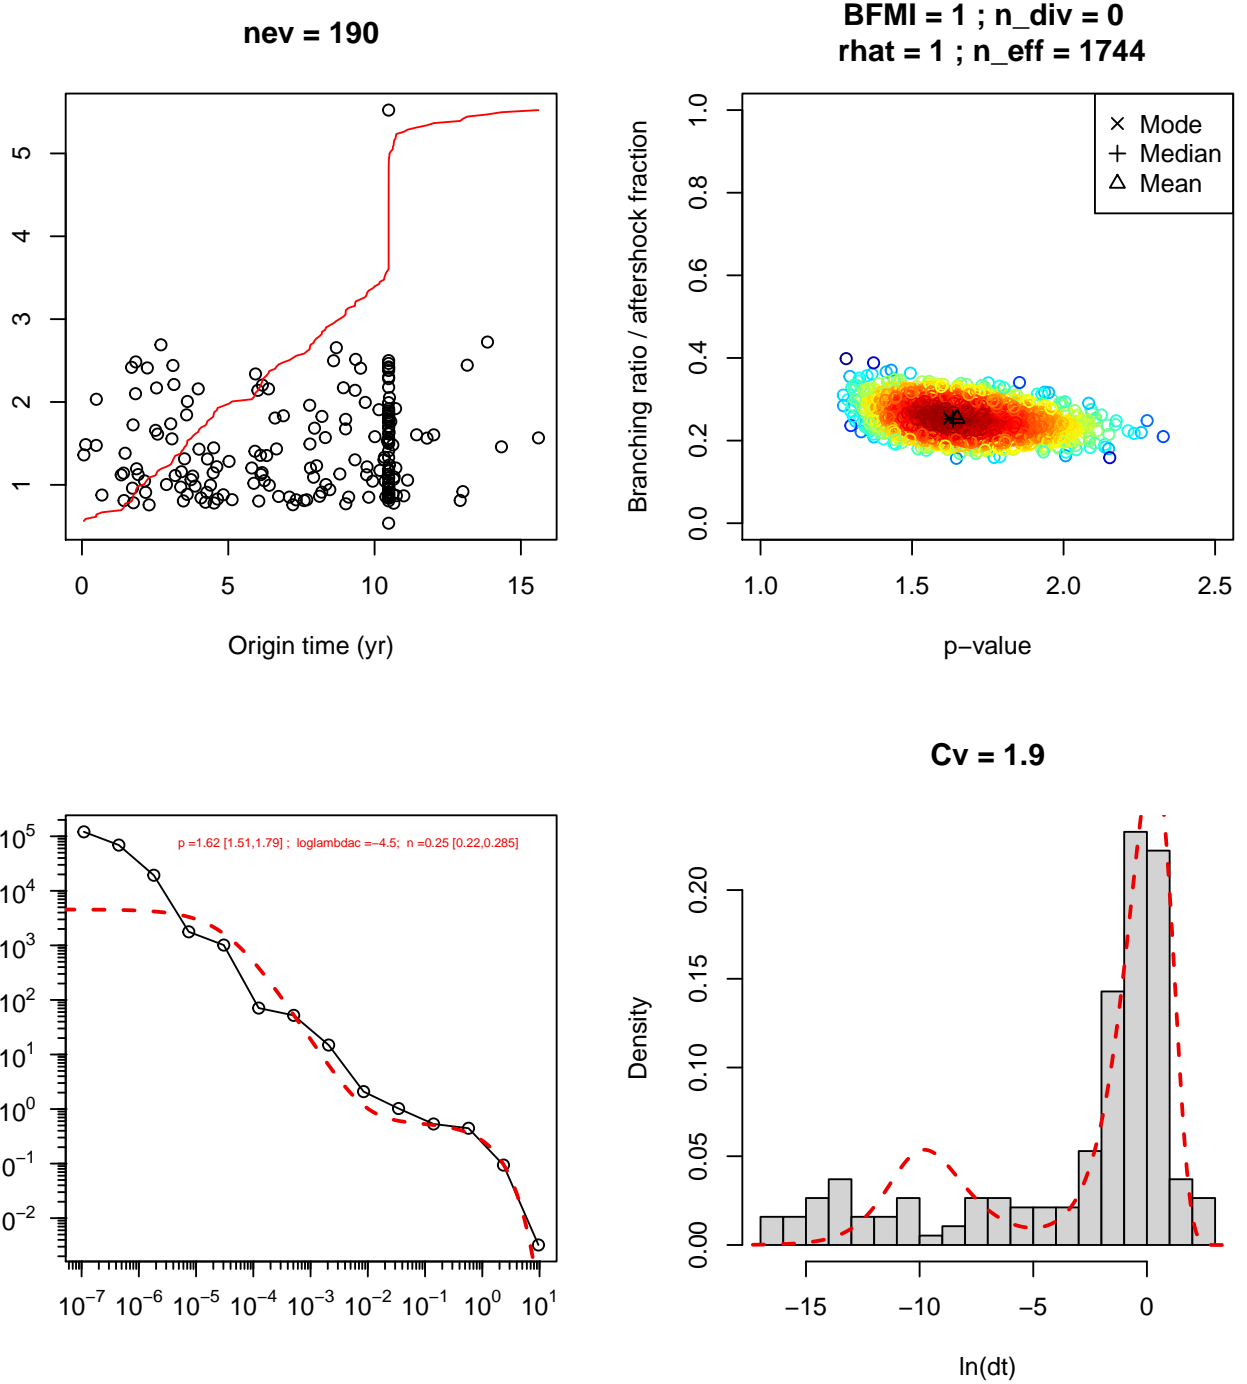 nev = 190
5
4
3
2
1
0 5 10 15
Origin time (yr)
BFMI = 1 ; n_div = 0
rhat = 1 ; n_eff = 1744
Branching ratio / aftershock fraction
1.0
0.8
0.6
0.4
0.2
0.0
Mode
Median
Mean
1.0 1.5 2.0 2.5
p−value
p =1.62 [1.51,1.79] ; loglambdac =−4.5; n =0.25 [0.22,0.285]
10^5
10^4
10^3
10^2
10^1
10^0
0^−1
0^−2
10^−7 10^−6 10^−5 10^−4 10^−3 10^−2 10^−1 10^0 10^1
Cv = 1.9
Density
0.20
0.15
0.10
0.05
0.00
−15 −10 −5 0
ln(dt)